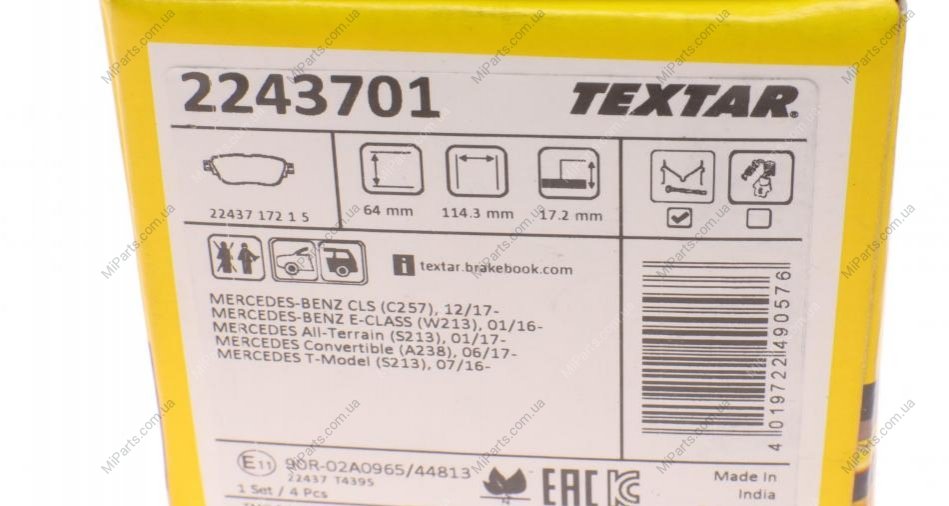 2243701
TEXTAR®
22437 172 1 5
64 mm
114.3 mm
17.2 mm
i textar.brakebook.com
MERCEDES-BENZ CLS (C257), 12/17-
MERCEDES-BENZ E-CLASS (W213), 01/16-
MERCEDES All-Terrain (S213), 01/17-
MERCEDES Convertible (A238), 06/17-
MERCEDES T-Model (S213), 07/16-
4 019722 490576
E11 90R-02A0965/44813
22437 T4395
1 Set / 4 Pcs
EAC
KC
Made In
India
MiParts.com.ua